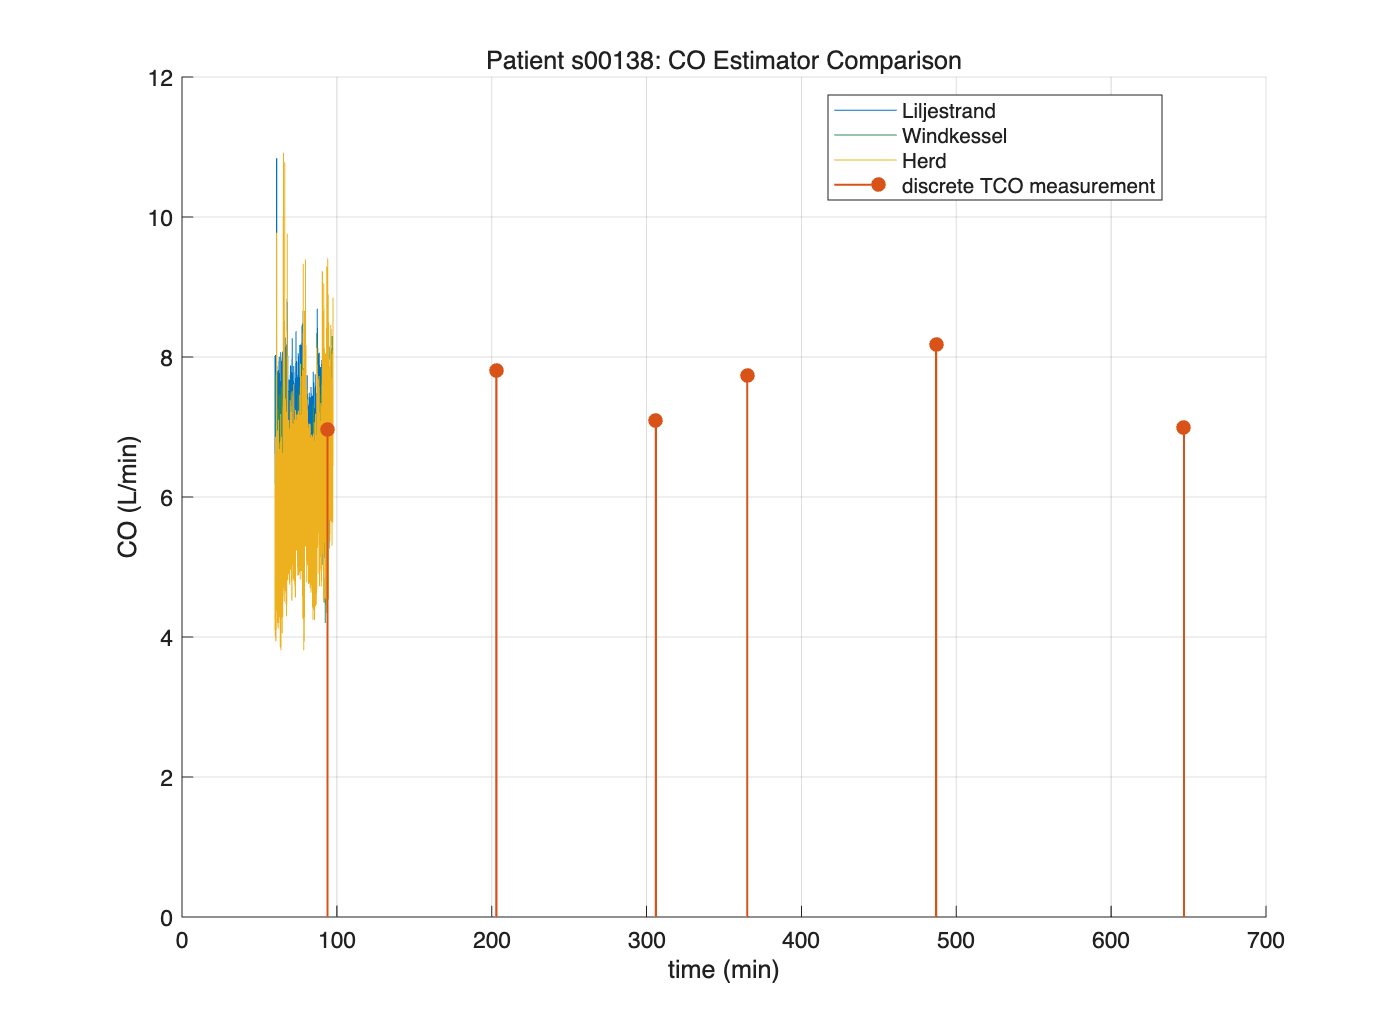 Patient s00138: CO Estimator Comparison
12
10
8
6
4
2
0
CO (L/min)
Liljestrand
Windkessel
Herd
discrete TCO measurement
0 100 200 300 400 500 600 700
time (min)